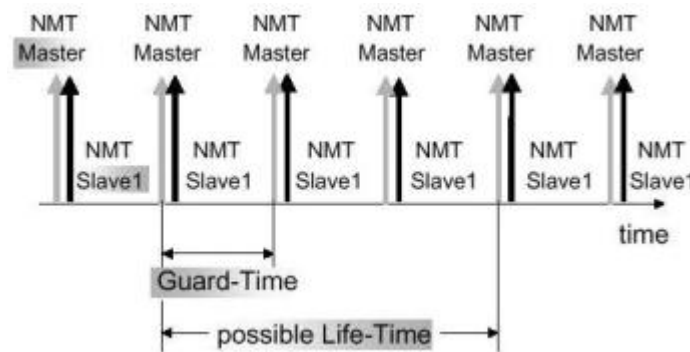 NMT NMT NMT NMT NMT NMT
Master Master Master Master Master Master
NMT NMT NMT NMT NMT NMT
Slave1 Slave1 Slave1 Slave1 Slave1 Slave1
time
Guard-Time
possible Life-Time